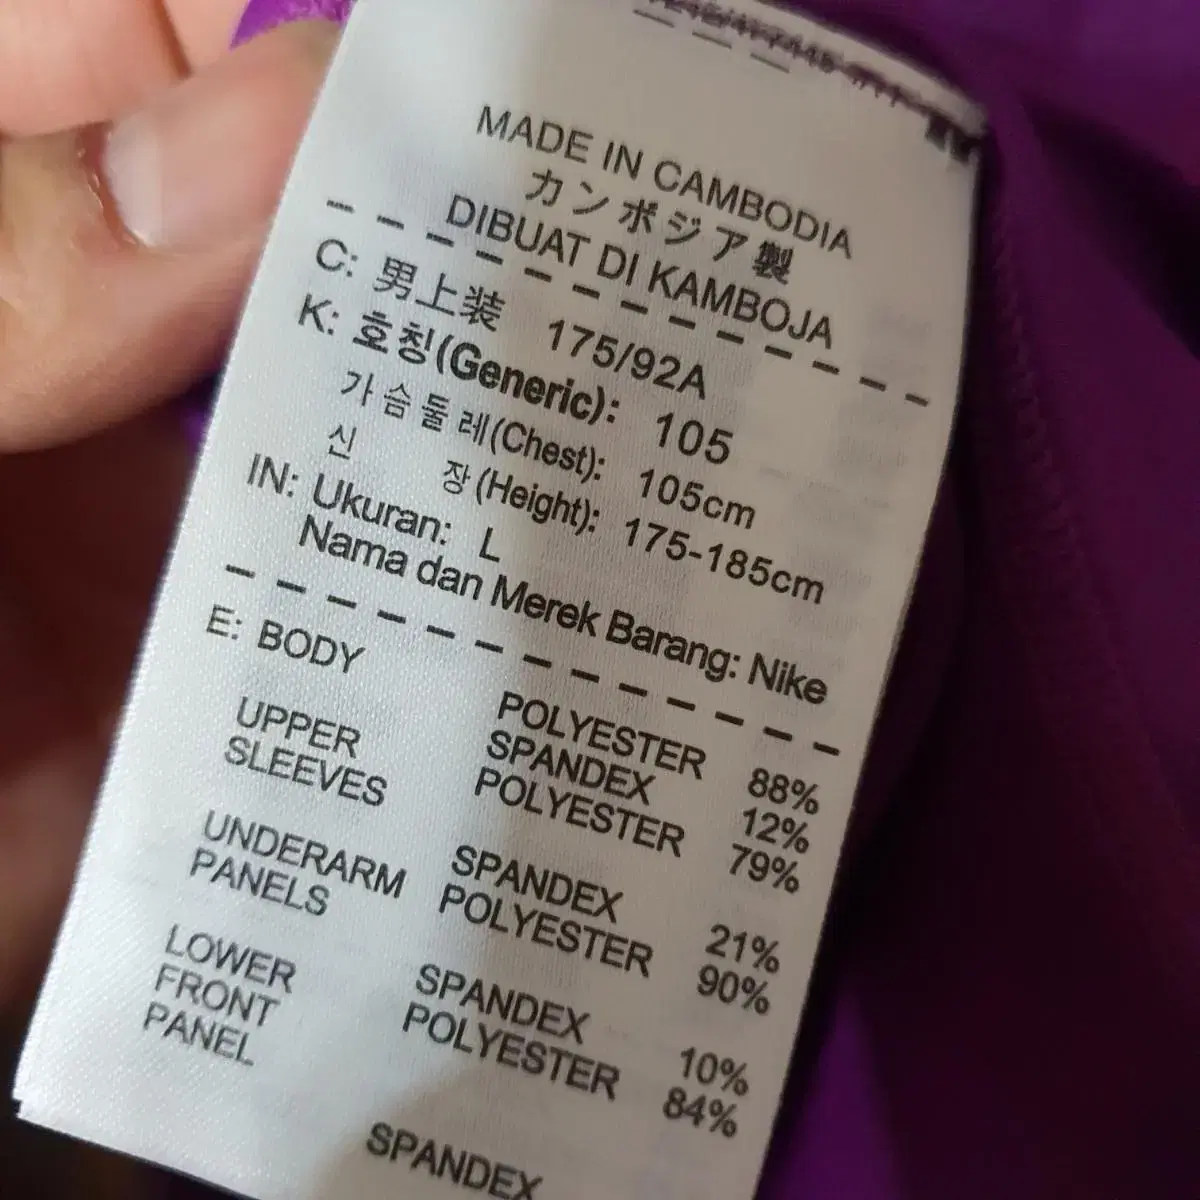 MADE IN CAMBODIA
カンボジア製
DIBUAT DI KAMBOJA
C: 男上装 175/92A
K: 호칭(Generic): 105
가슴둘레(Chest): 105cm
신 장(Height): 175-185cm
IN: Ukuran: L
Nama dan Merek Barang: Nike
E: BODY POLYESTER 88%
SPANDEX 12%
UPPER SLEEVES POLYESTER 79%
SPANDEX 21%
UNDERARM PANELS POLYESTER 90%
SPANDEX 10%
LOWER FRONT PANEL POLYESTER 84%
SPANDEX